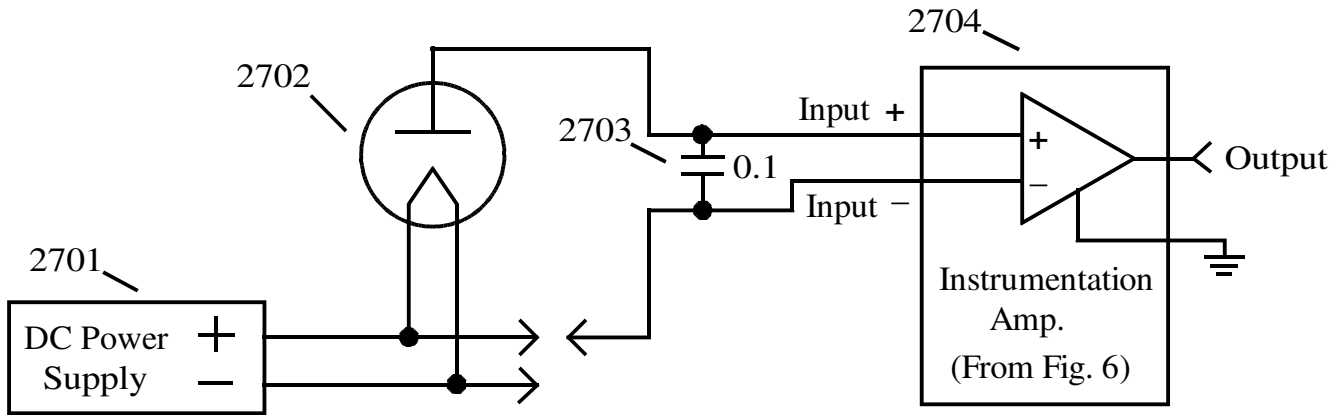 2704
2702
2703
Input +
+
0.1
Output
Input −
−
2701
DC Power +
Supply −
Instrumentation
Amp.
(From Fig. 6)